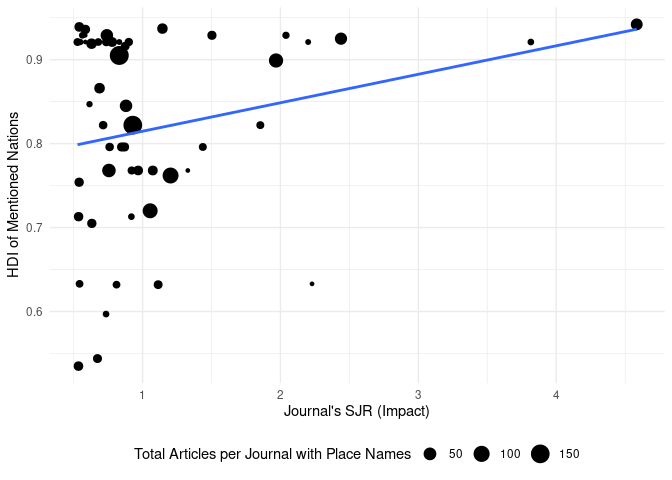 HDI of Mentioned Nations
0.9
0.8
0.7
0.6
1 2 3 4
Journal's SJR (Impact)
Total Articles per Journal with Place Names 50 100 150